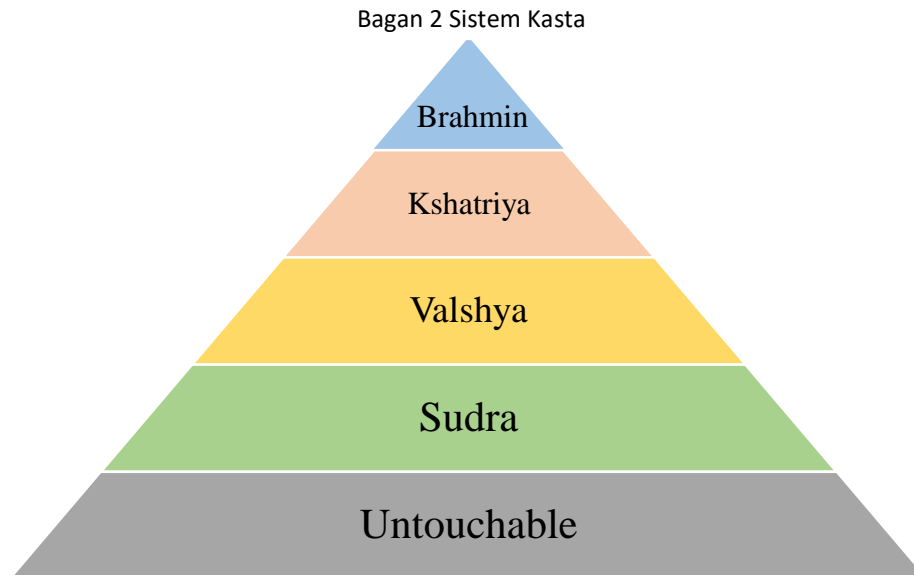 Bagan 2 Sistem Kasta
Brahmin
Kshatriya
Valshya
Sudra
Untouchable